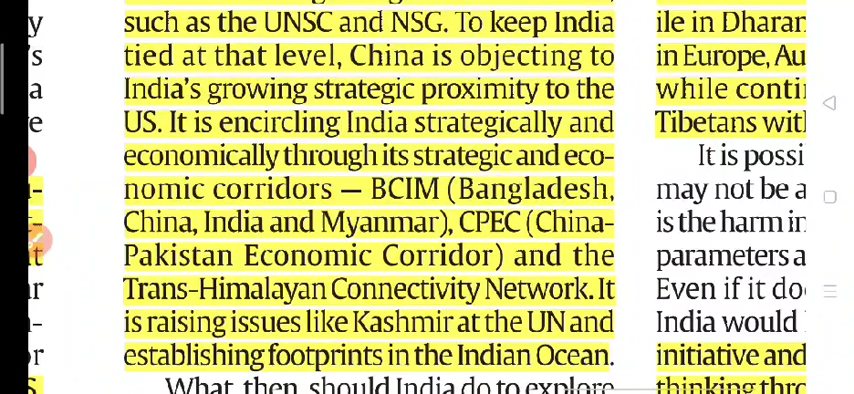 such as the UNSC and NSG. To keep India
tied at that level, China is objecting to
India's growing strategic proximity to the
US. It is encircling India strategically and
economically through its strategic and eco-
nomic corridors — BCIM (Bangladesh,
China, India and Myanmar), CPEC (China-
Pakistan Economic Corridor) and the
Trans-Himalayan Connectivity Network. It
is raising issues like Kashmir at the UN and
establishing footprints in the Indian Ocean.
What, then, should India do to explore
ile in
in Europe,
while
Tibetans
It is
may not be a
is the harm in
parameters
Even if it
India would
initiative and
thinking